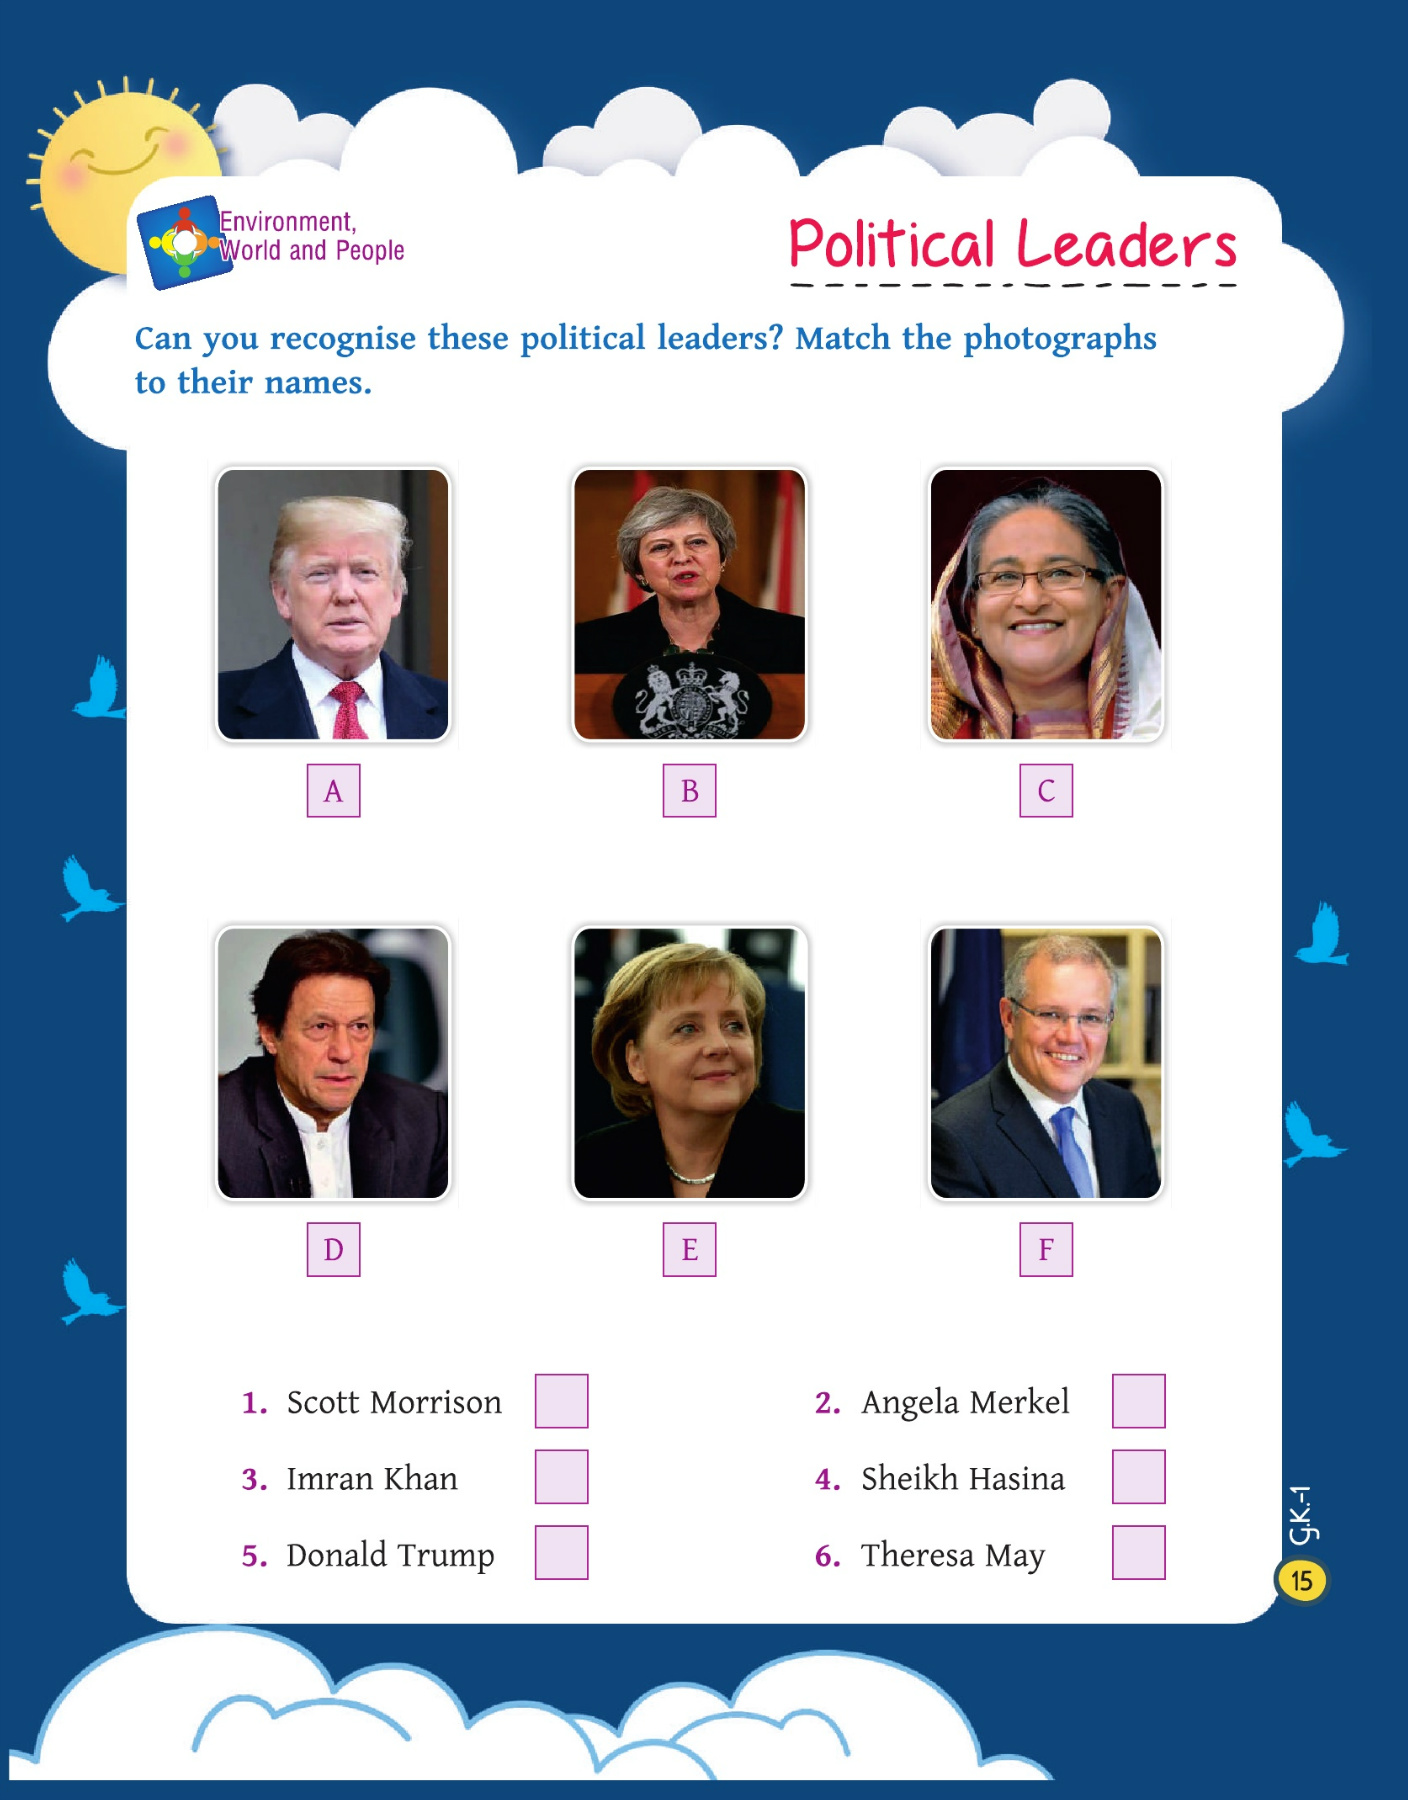 Environment,
World and People
Political Leaders
Can you recognise these political leaders? Match the photographs
to their names.
A
B
C
D
E
F
1. Scott Morrison
2. Angela Merkel
3. Imran Khan
4. Sheikh Hasina
5. Donald Trump
6. Theresa May
G.K.-1
15